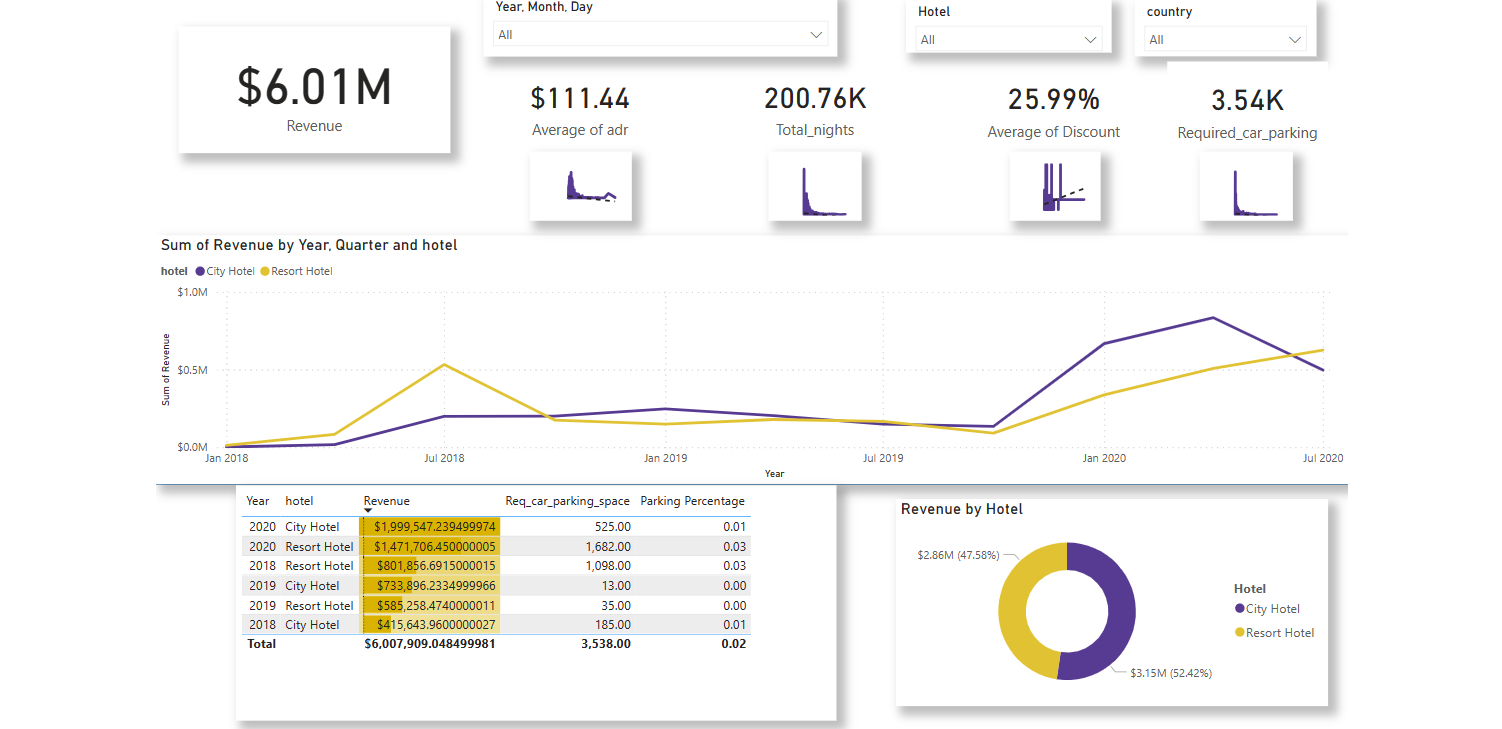 Year, Month, Day
All
Hotel
All
country
All
$6.01M
Revenue
$111.44
Average of adr
200.76K
Total_nights
25.99%
Average of Discount
3.54K
Required_car_parking
Sum of Revenue by Year, Quarter and hotel
hotel City Hotel Resort Hotel
$1.0M
$0.5M
$0.0M
Sum of Revenue
Jan 2018 Jul 2018 Jan 2019 Jul 2019 Jan 2020 Jul 2020
Year
Year hotel Revenue Req_car_parking_space Parking Percentage
2020 City Hotel $1,999,547.239499974 525.00 0.01
2020 Resort Hotel $1,471,706.450000005 1,682.00 0.03
2018 Resort Hotel $801,856.6915000015 1,098.00 0.03
2019 City Hotel $733,896.2334999966 13.00 0.00
2019 Resort Hotel $585,258.4740000011 35.00 0.00
2018 City Hotel $415,643.9600000027 185.00 0.01
Total $6,007,909.048499981 3,538.00 0.02
Revenue by Hotel
$2.86M (47.58%)
$3.15M (52.42%)
Hotel
City Hotel
Resort Hotel